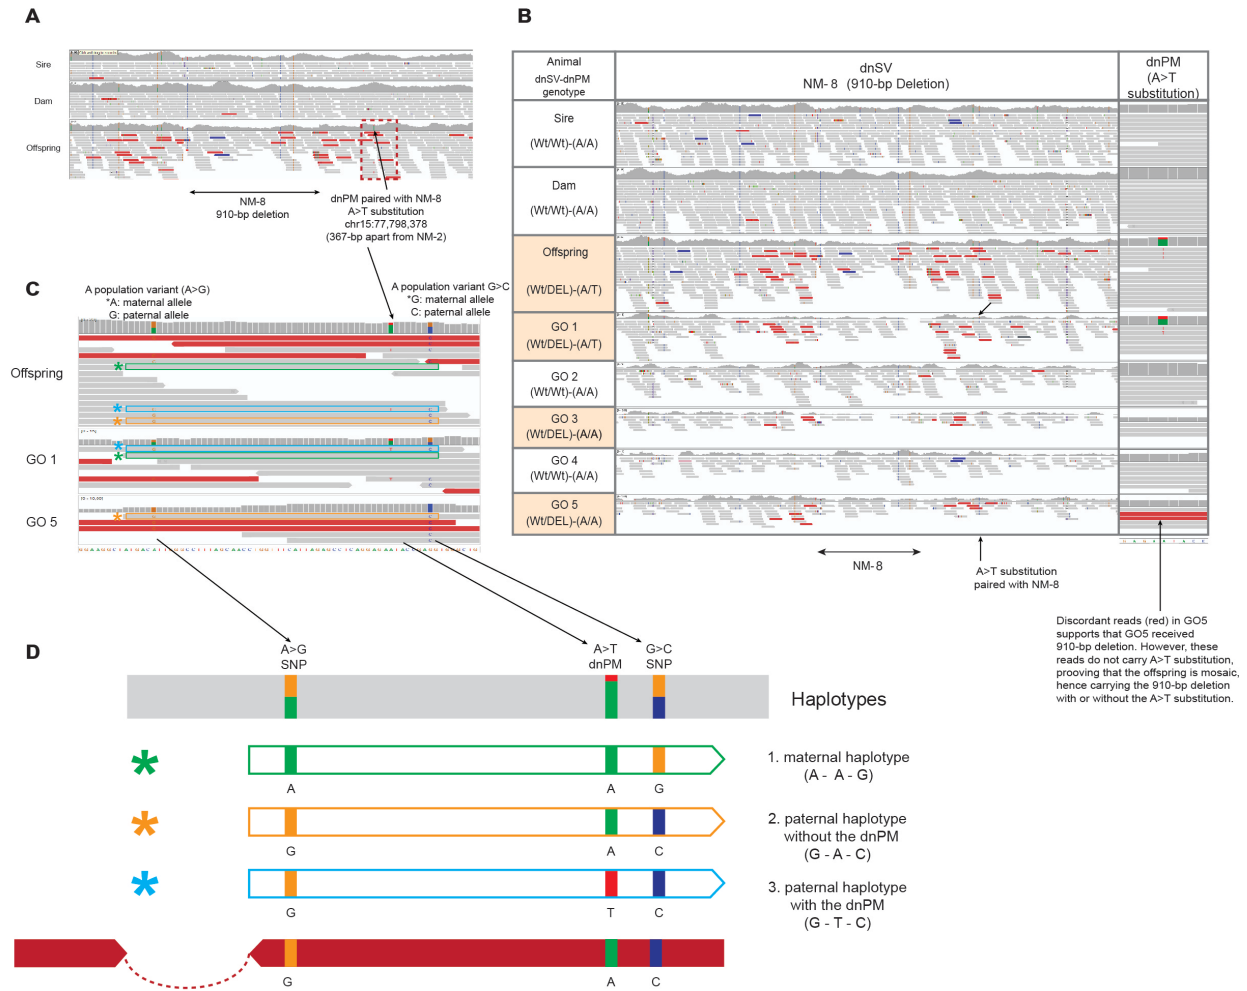 A
Sire
Dam
Offspring
NM-8
910-bp deletion
dnPM paired with NM-8
A>T substitution
chr15:77,798,378
(367-bp apart from NM-2)
B
Animal
dnSV-dnPM
genotype
dnSV
NM- 8 (910-bp Deletion)
dnPM
(A>T
substitution)
Sire
(Wt/Wt)-(A/A)
Dam
(Wt/Wt)-(A/A)
Offspring
(Wt/DEL)-(A/T)
GO 1
(Wt/DEL)-(A/T)
GO 2
(Wt/Wt)-(A/A)
GO 3
(Wt/DEL)-(A/A)
GO 4
(Wt/Wt)-(A/A)
GO 5
(Wt/DEL)-(A/A)
NM- 8
A>T substitution
paired with NM-8
Discordant reads (red) in GO5
supports that GO5 received
910-bp deletion. However, these
reads do not carry A>T substitution,
proving that the offspring is mosaic,
hence carrying the 910-bp deletion
with or without the A>T substitution.
C
A population variant (A>G)
*A: maternal allele
G: paternal allele
A population variant G>C
*G: maternal allele
C: paternal allele
Offspring
GO 1
GO 5
D
A>G
SNP
A>T
dnPM
G>C
SNP
Haplotypes
* A A G
1. maternal haplotype
(A - A - G)
* G A C
2. paternal haplotype
without the dnPM
(G - A - C)
* G T C
3. paternal haplotype
with the dnPM
(G - T - C)
G A C